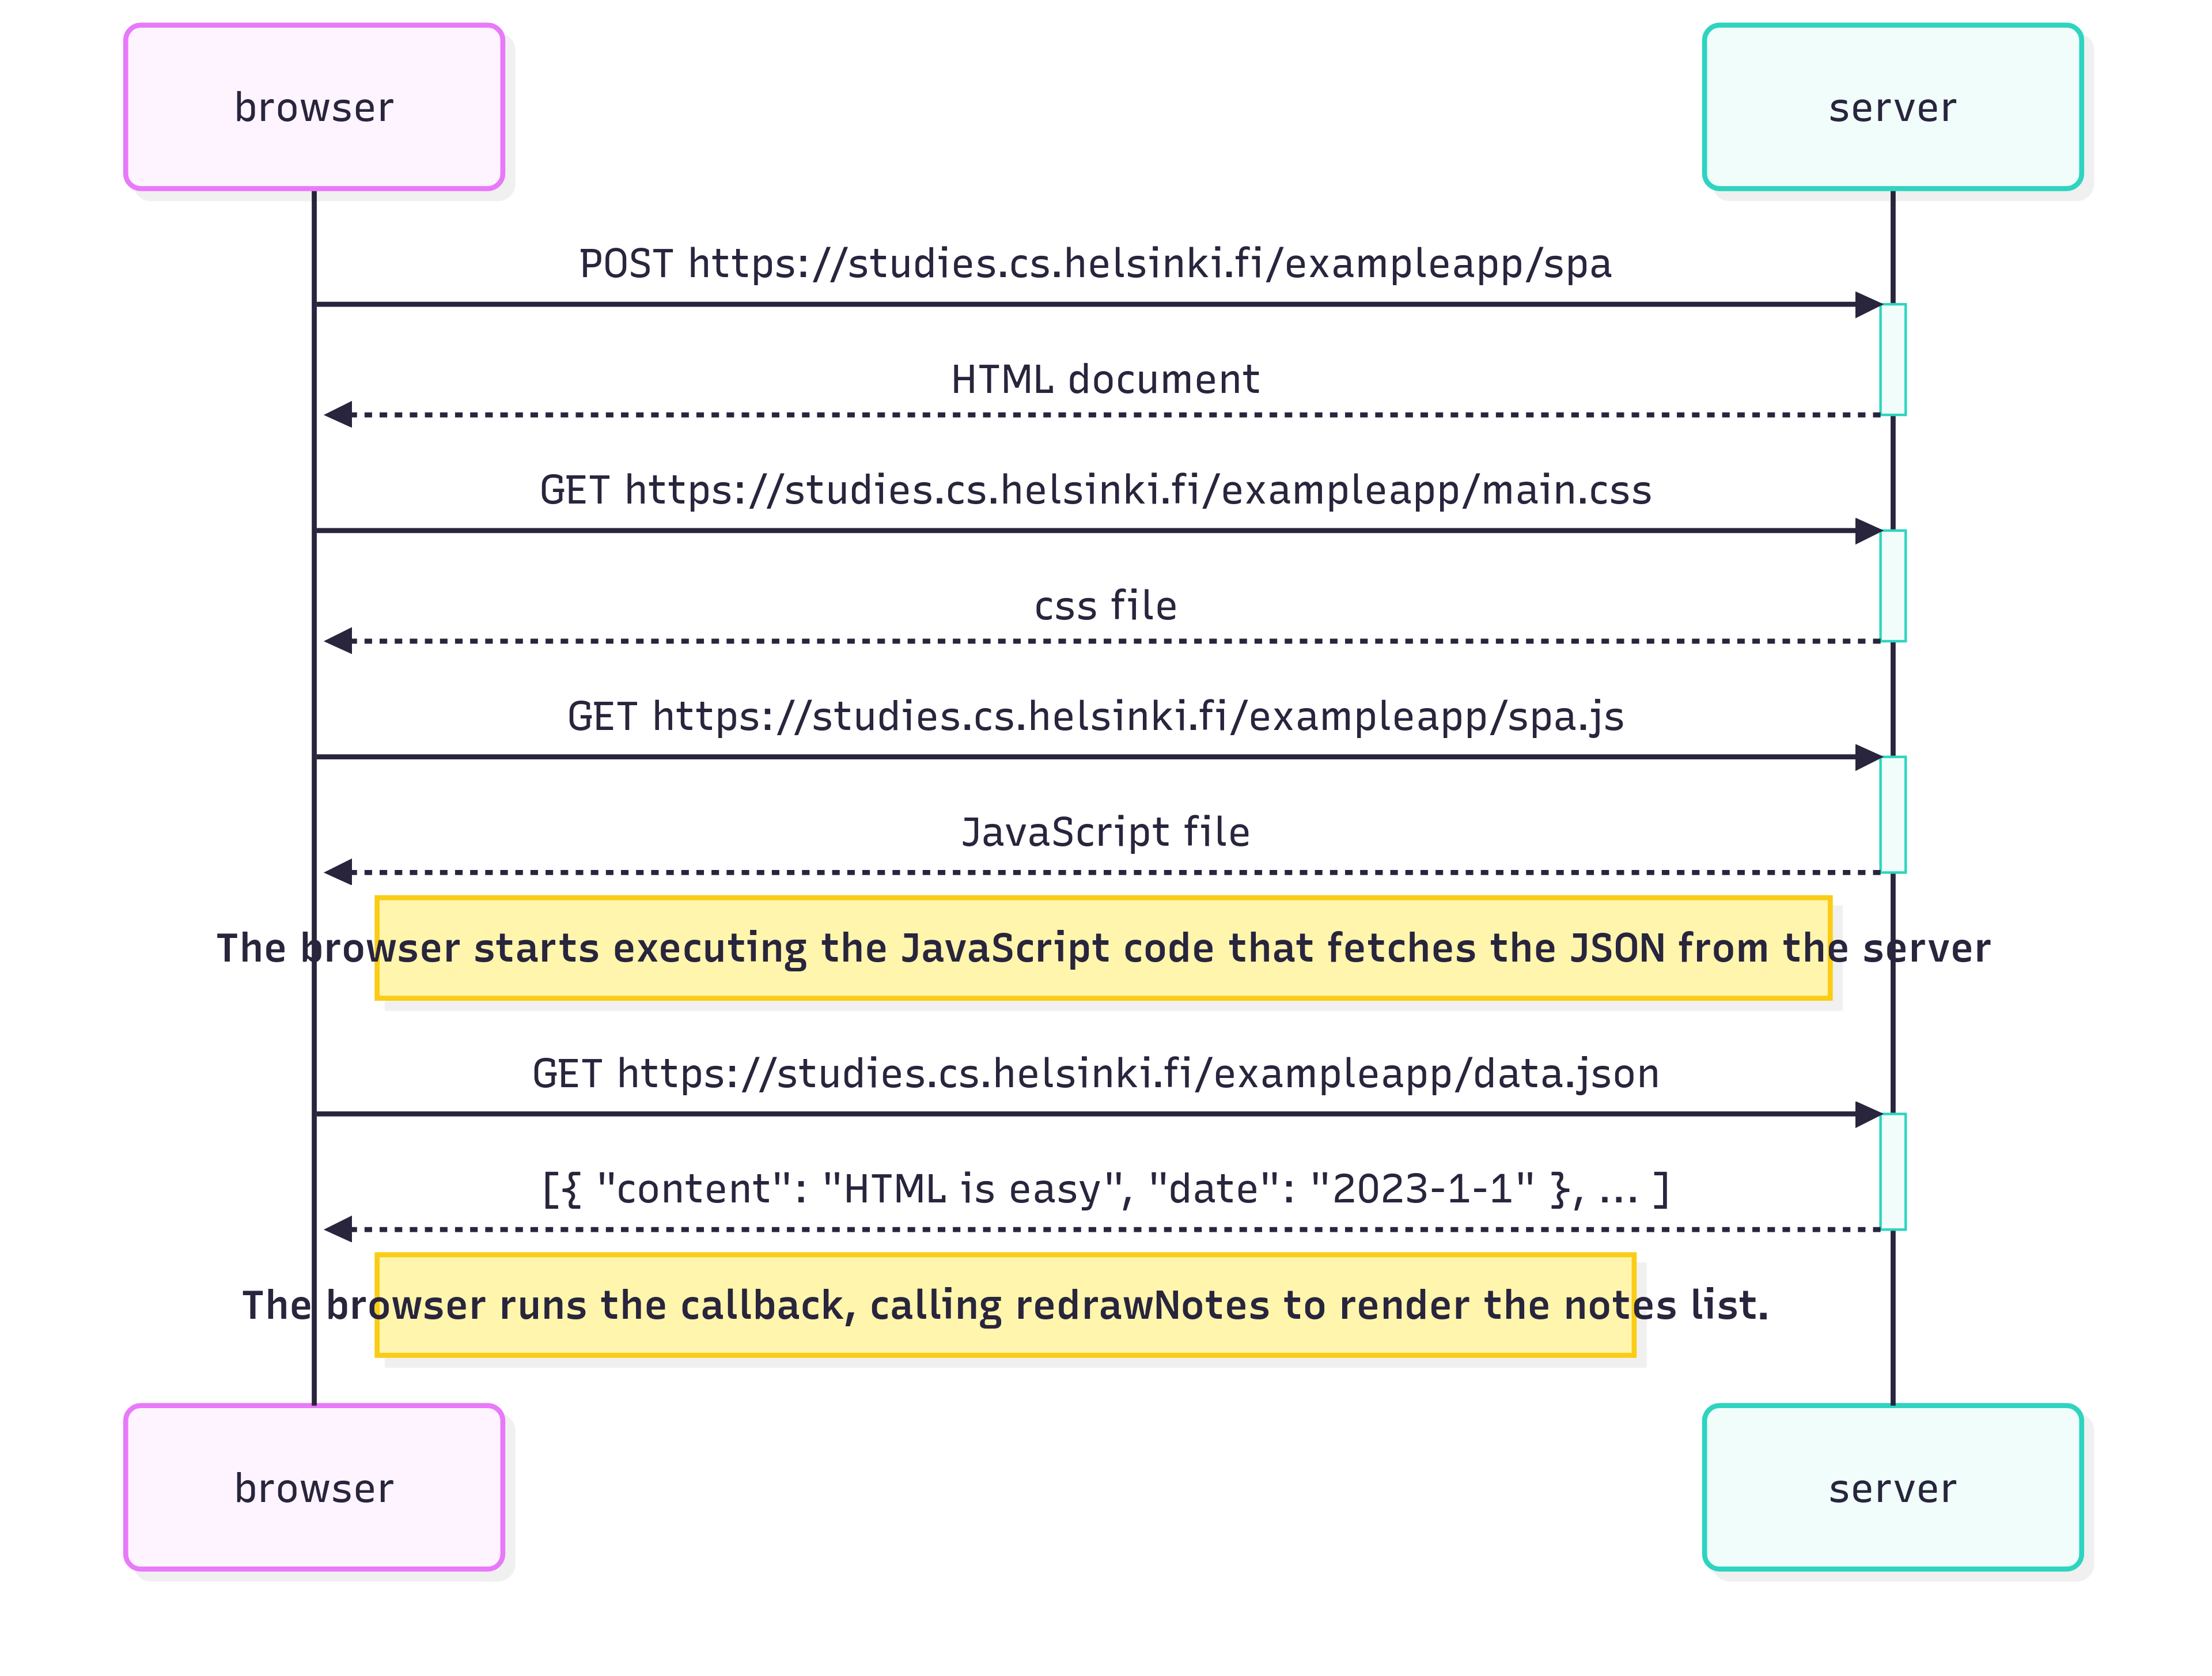 browser
server
POST https://studies.cs.helsinki.fi/exampleapp/spa
HTML document
GET https://studies.cs.helsinki.fi/exampleapp/main.css
css file
GET https://studies.cs.helsinki.fi/exampleapp/spa.js
JavaScript file
The browser starts executing the JavaScript code that fetches the JSON from the server
GET https://studies.cs.helsinki.fi/exampleapp/data.json
[{ "content": "HTML is easy", "date": "2023-1-1" }, ... ]
The browser runs the callback, calling redrawNotes to render the notes list.
browser
server